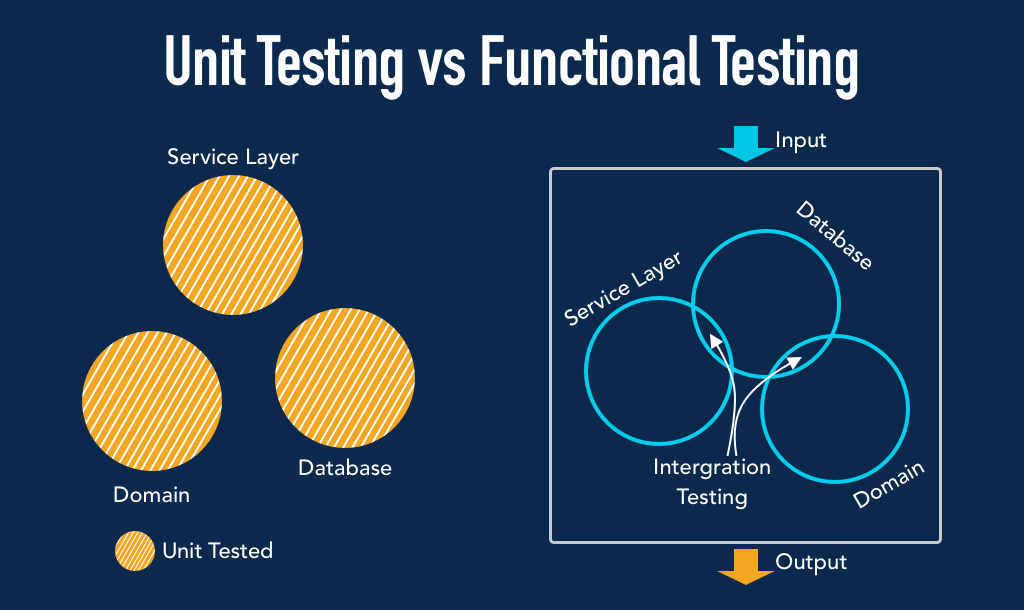 Unit Testing vs Functional Testing
Service Layer
Domain
Database
Unit Tested
Input
Database
Service Layer
Intergration
Testing
Domain
Output